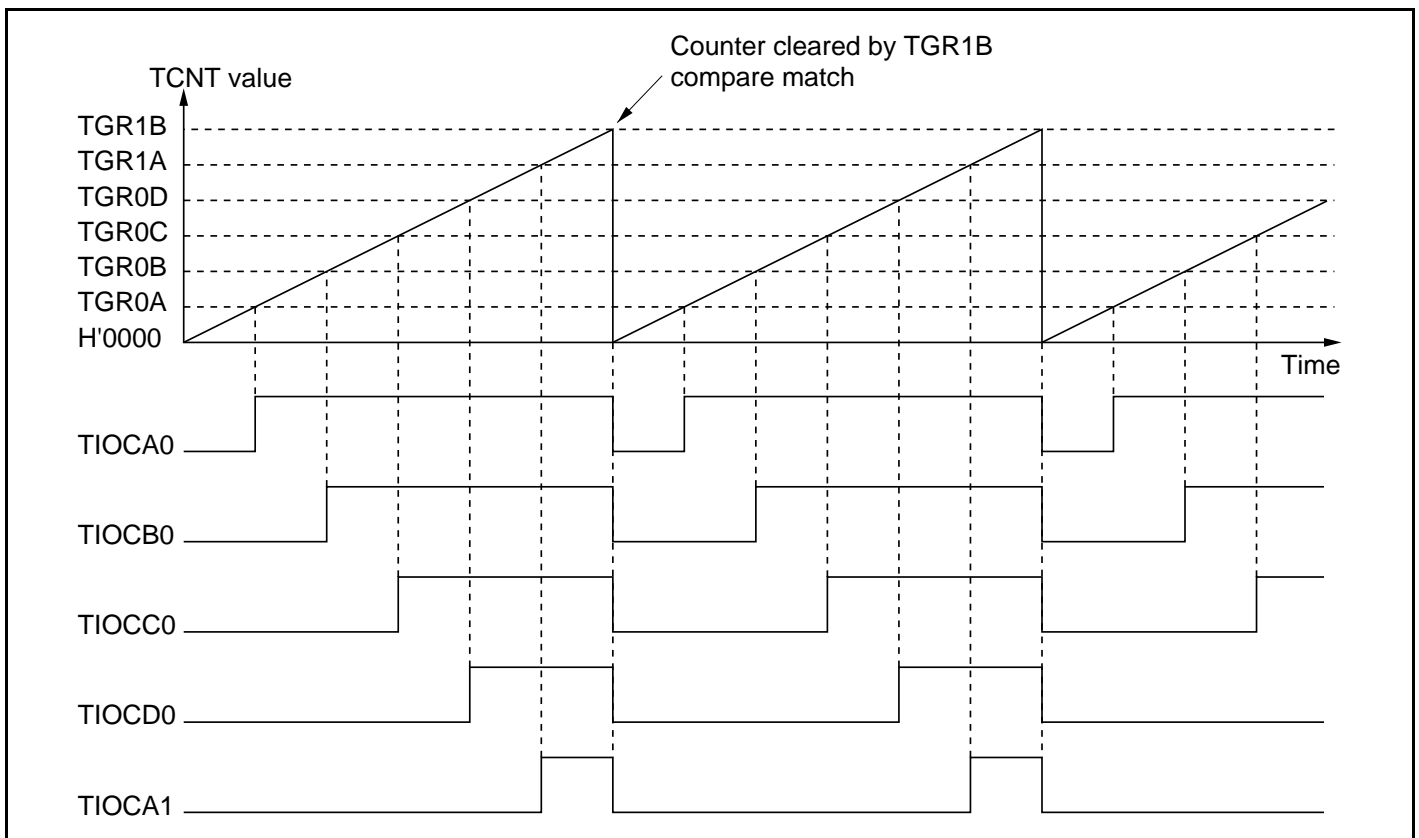 Counter cleared by TGR1B
compare match
TCNT value
TGR1B
TGR1A
TGR0D
TGR0C
TGR0B
TGR0A
H'0000
Time
TIOCA0
TIOCB0
TIOCC0
TIOCD0
TIOCA1